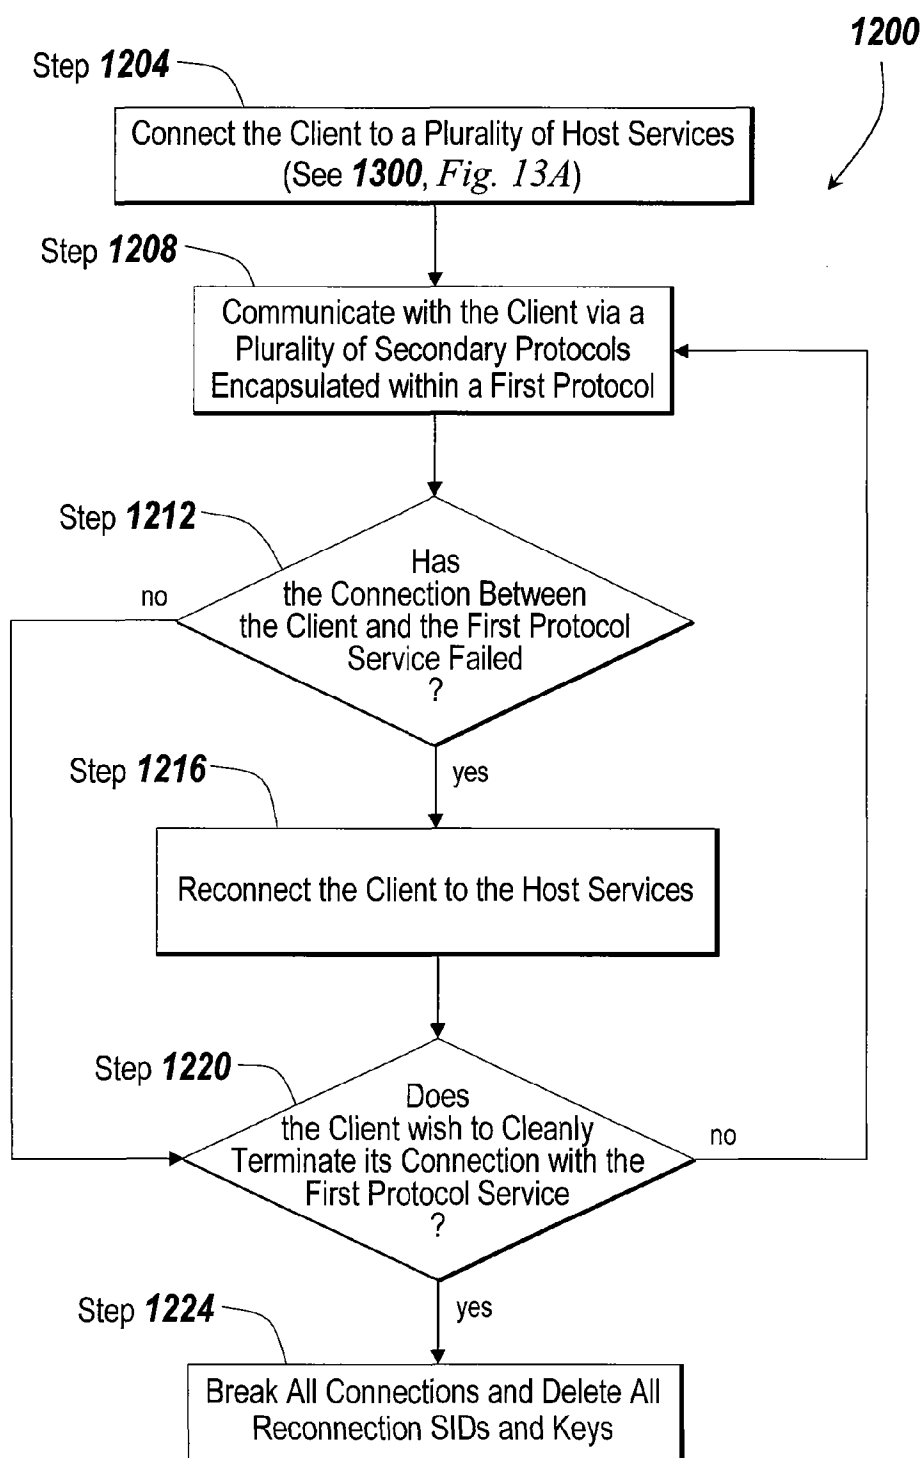 1200
Step 1204
Connect the Client to a Plurality of Host Services
(See 1300, Fig. 13A)
Step 1208
Communicate with the Client via a
Plurality of Secondary Protocols
Encapsulated within a First Protocol
Step 1212
Has
the Connection Between
the Client and the First Protocol
Service Failed
?
no
yes
Step 1216
Reconnect the Client to the Host Services
Step 1220
Does
the Client wish to Cleanly
Terminate its Connection with the
First Protocol Service
?
no
yes
Step 1224
Break All Connections and Delete All
Reconnection SIDs and Keys